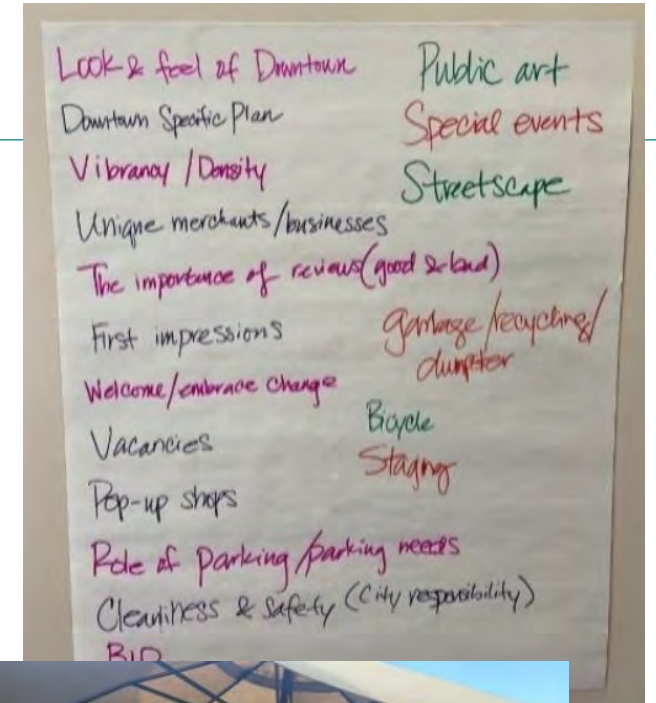 Look & feel of Downtown
Public art
Downtown Specific Plan
Special events
Vibrancy / Density
Streetscape
Unique merchants/businesses
The importance of reviews (good & bad)
First impressions
garbage/recycling/
dumpster
Welcome/embrace change
Bicycle
Vacancies
Staging
Pop-up shops
Role of parking/parking needs
Cleanliness & safety (City responsibility)
BID